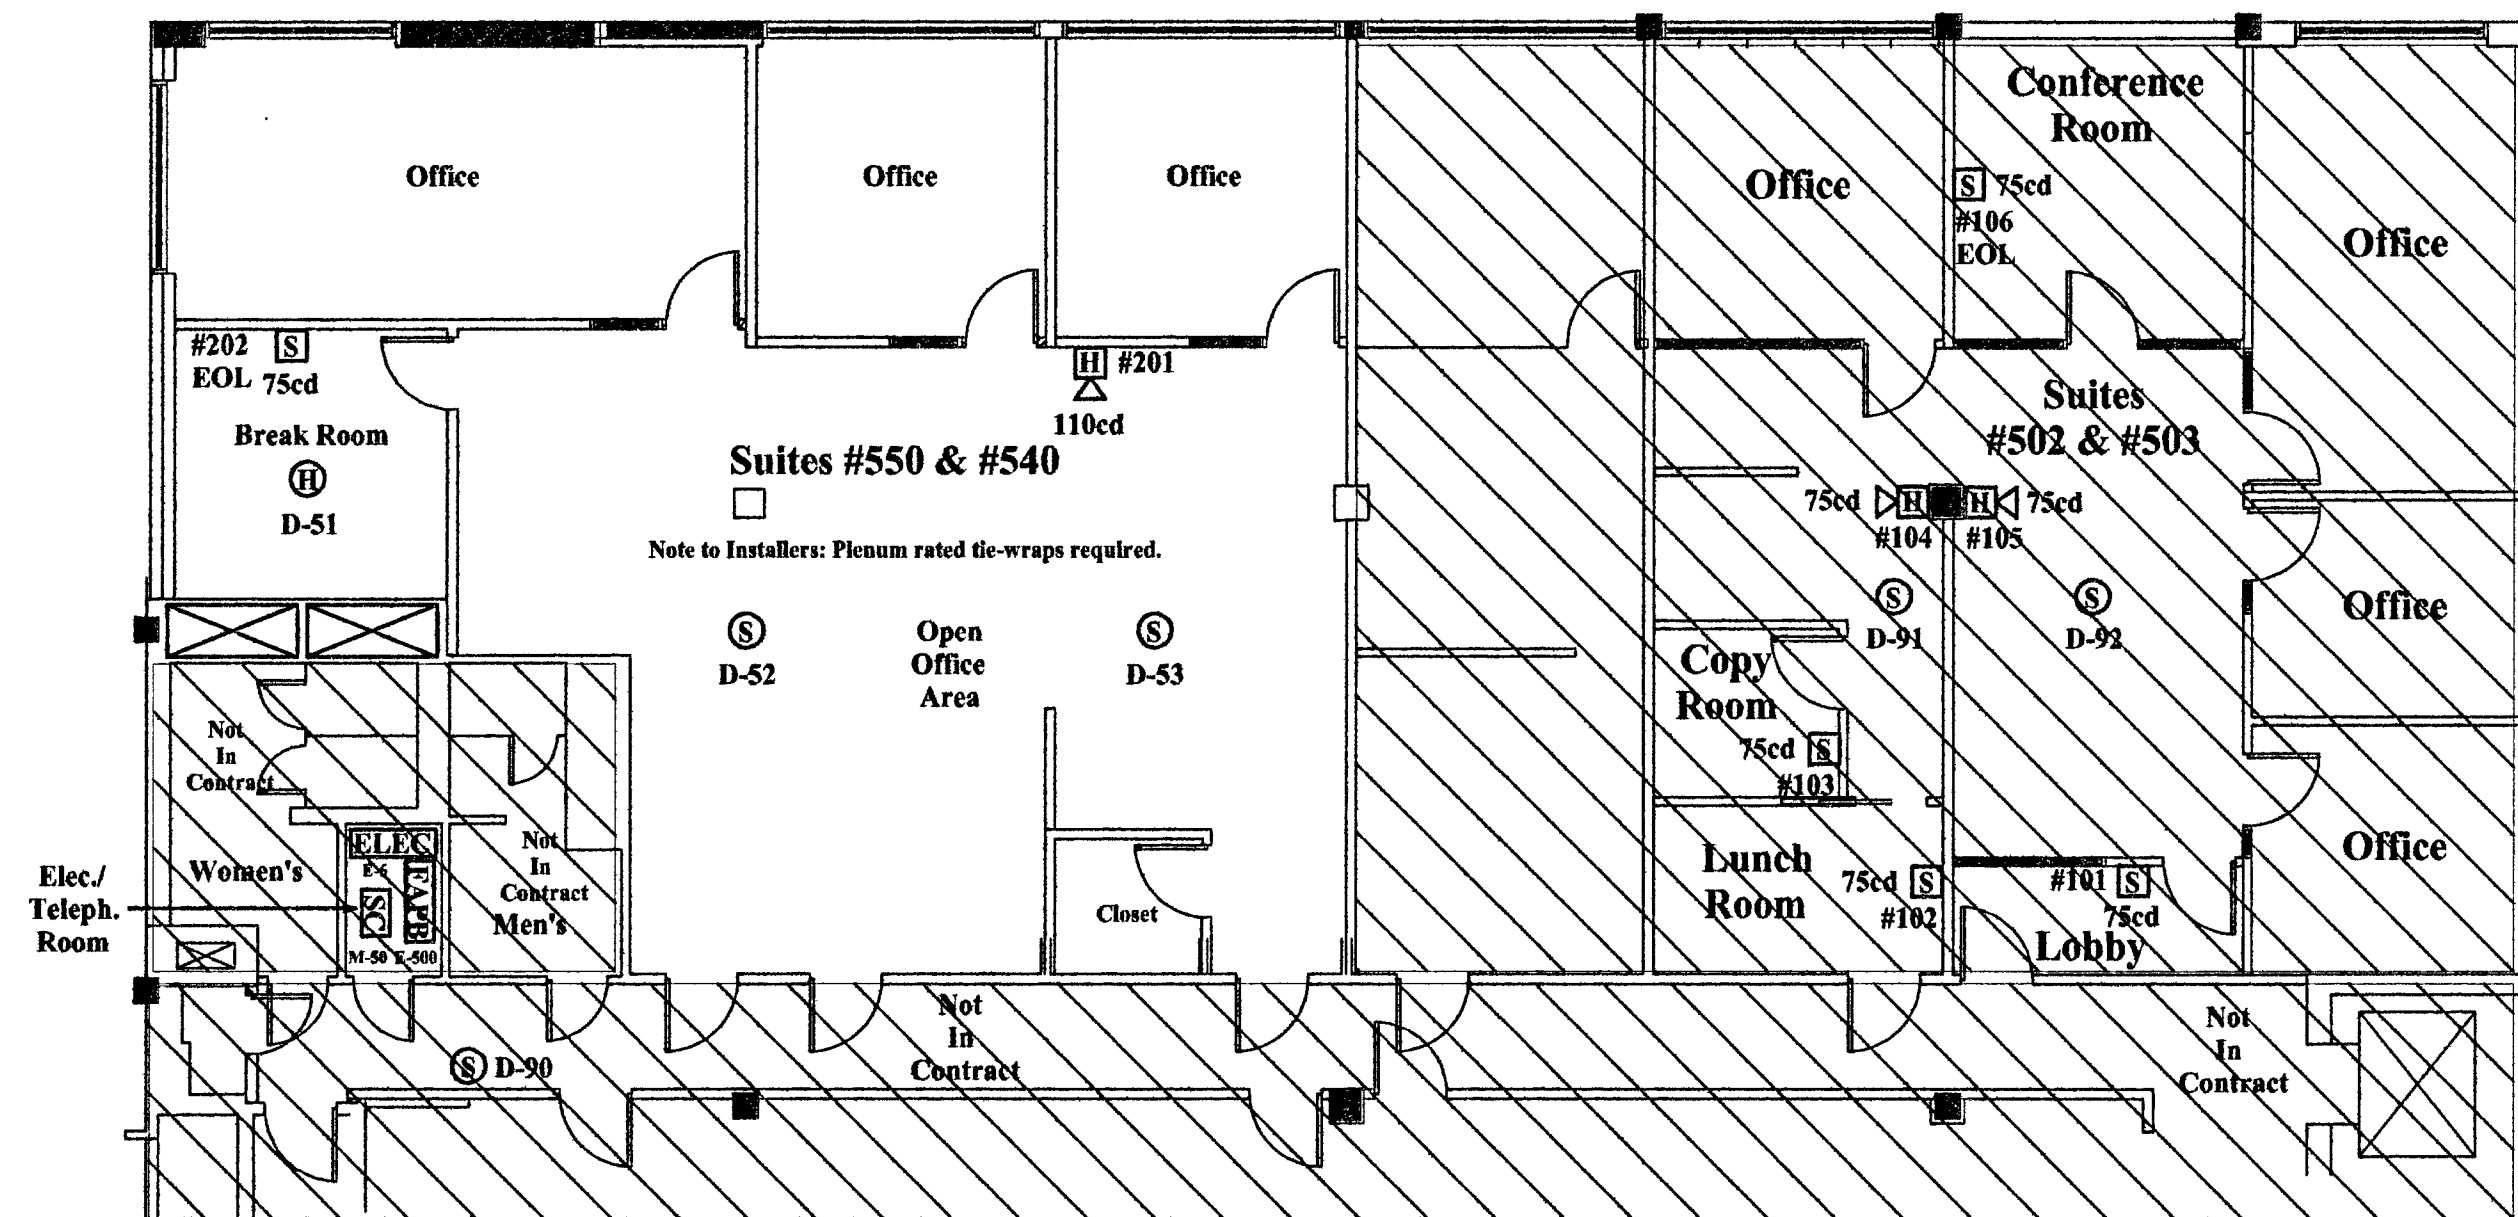 Office
Office
Office
Office
Conference
Room
S 75cd
#106
EOL
Office
#202 S
EOL 75cd
Break Room
H
D-51
H #201
110cd
Suites #550 & #540
Note to Installers: Plenum rated tie-wraps required.
S
D-52
Open
Office
Area
S
D-53
Suites
#502 & #503
75cd H H 75cd
#104 #105
S
D-91
S
D-92
Office
Copy
Room
75cd S
#103
Lunch
Room
75cd S
#102
#101 S
75cd
Lobby
Office
Not
In
Contract
Women's
ELEC
E-6
SC
FAPB
M-50 E-500
Not
In
Contract
Men's
Elec./
Teleph.
Room
Closet
S D-90
Not
In
Contract
Not
In
Contract